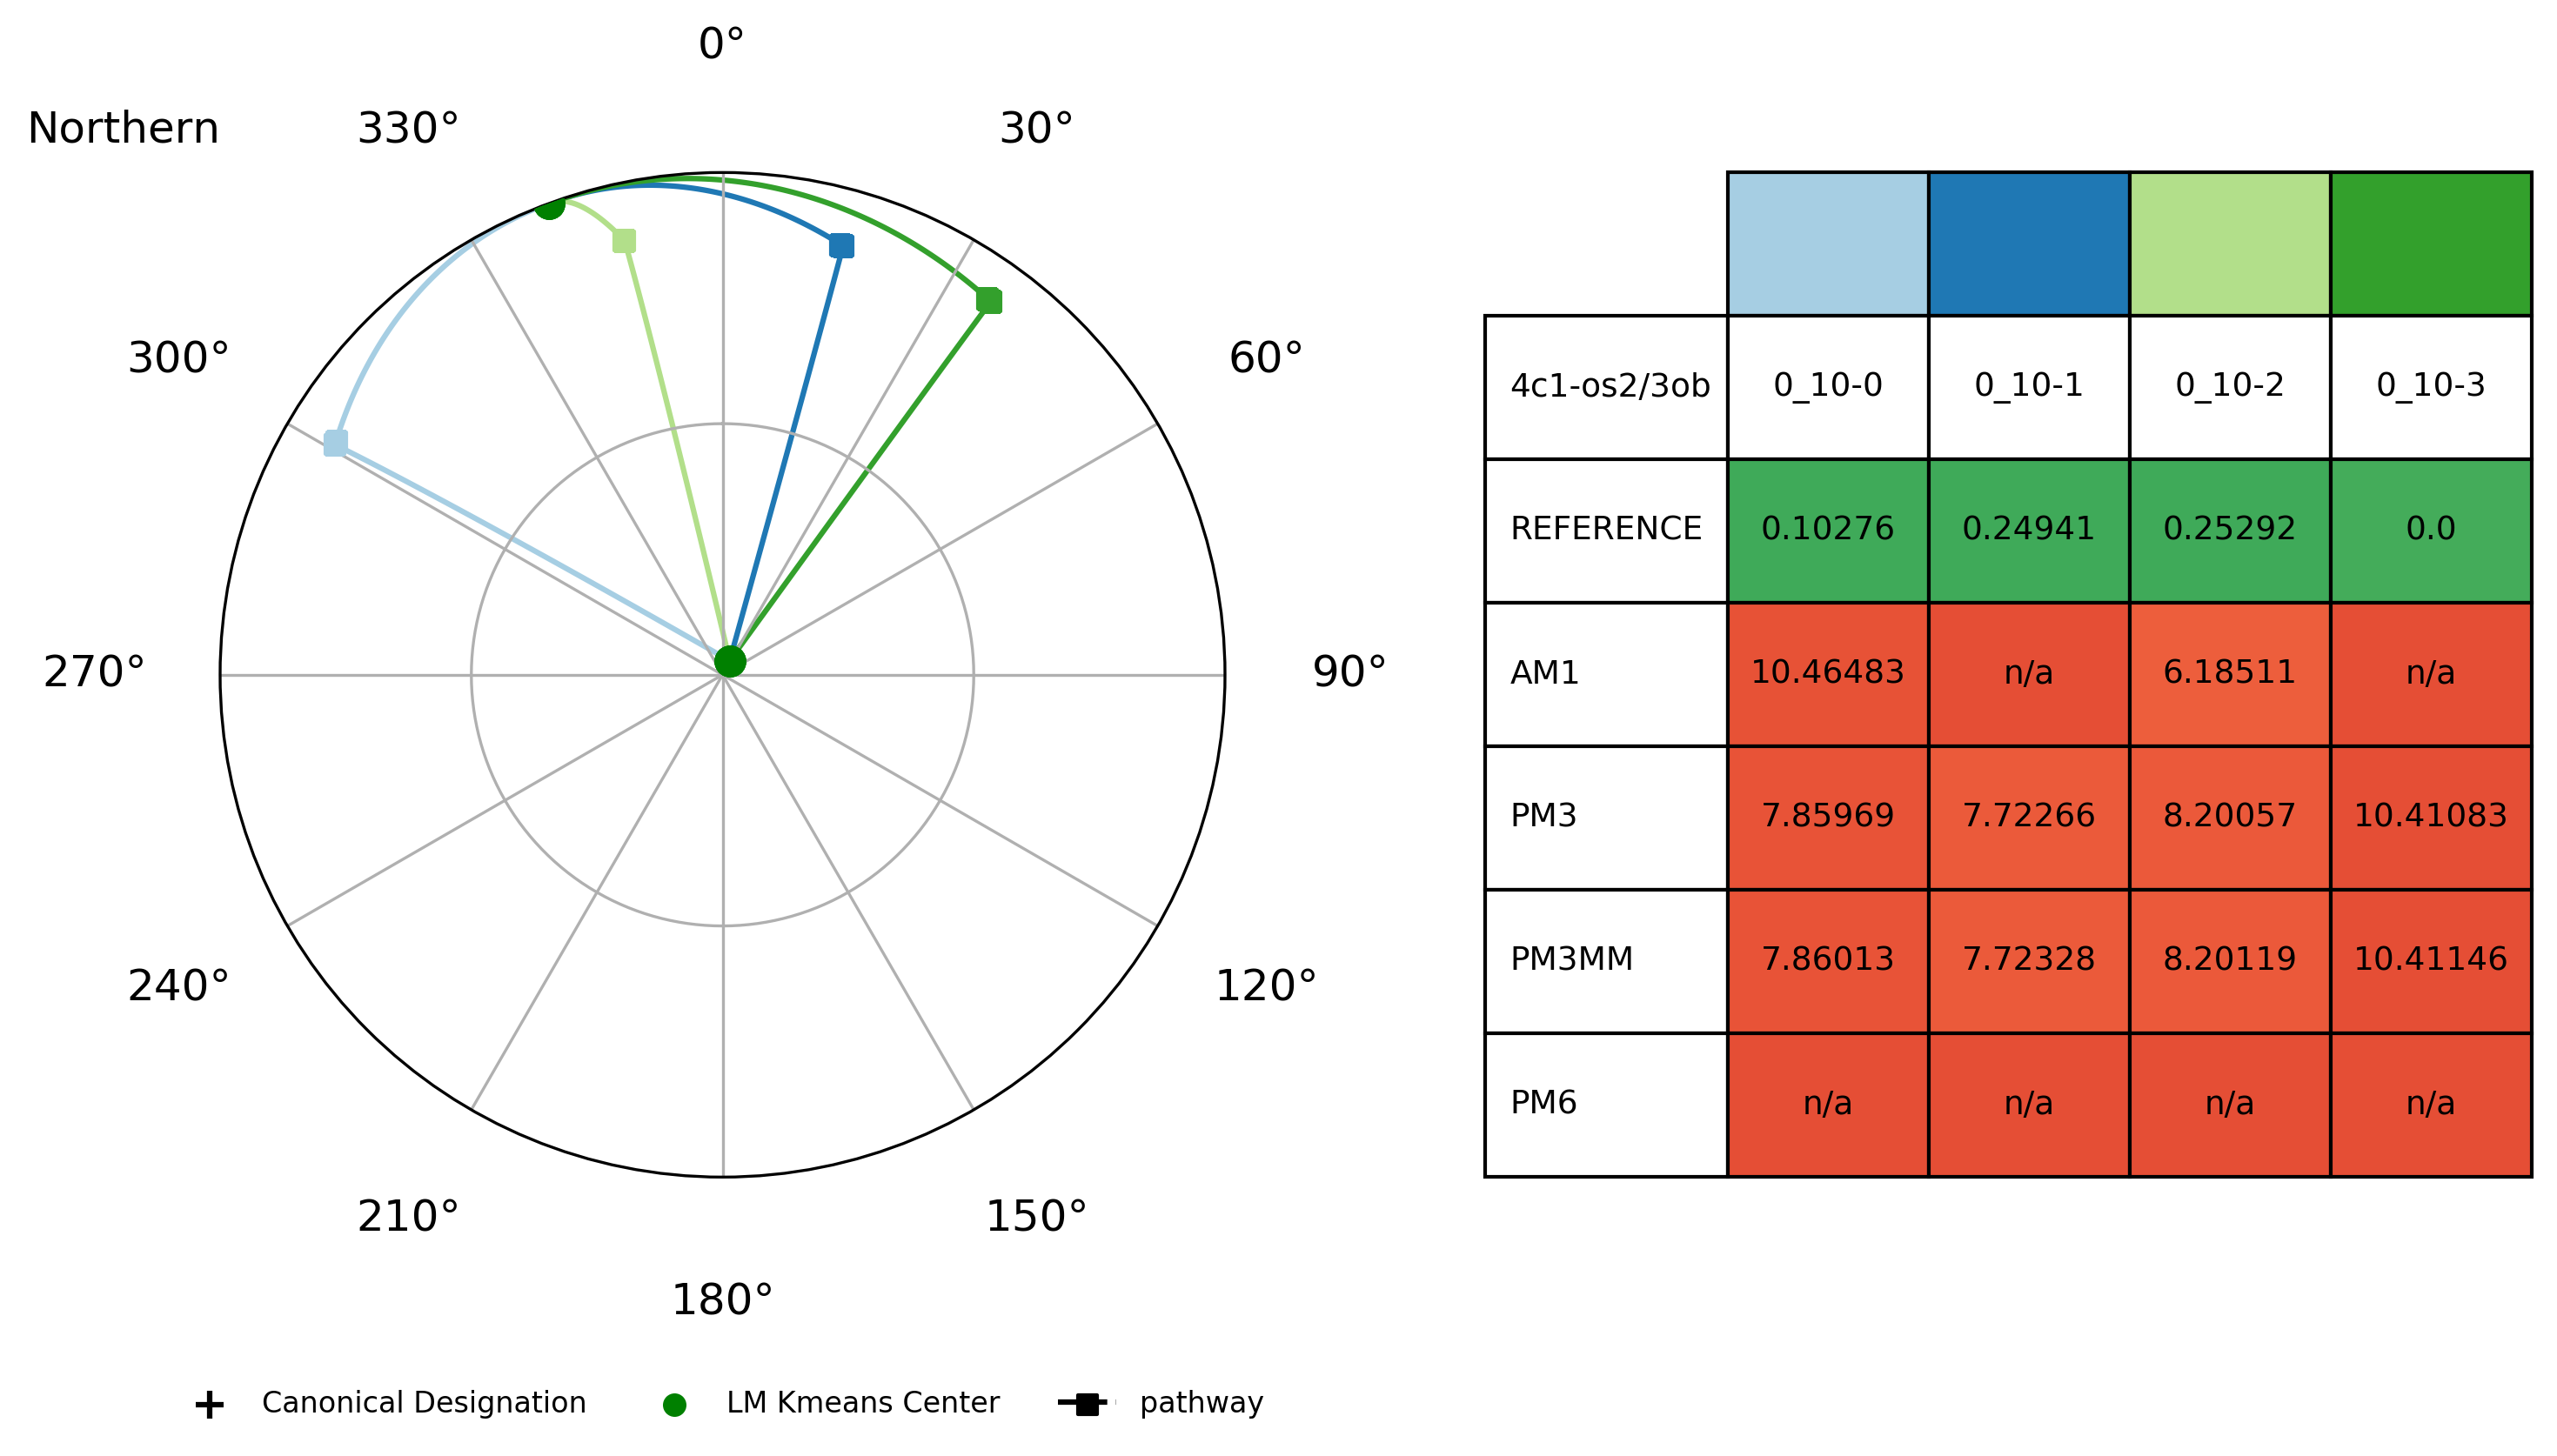 0°
Northern
330°
30°
300°
60°
270°
90°
240°
120°
210°
150°
180°
Canonical Designation
LM Kmeans Center
pathway
4c1-os2/3ob 0_10-0 0_10-1 0_10-2 0_10-3
REFERENCE 0.10276 0.24941 0.25292 0.0
AM1 10.46483 n/a 6.18511 n/a
PM3 7.85969 7.72266 8.20057 10.41083
PM3MM 7.86013 7.72328 8.20119 10.41146
PM6 n/a n/a n/a n/a